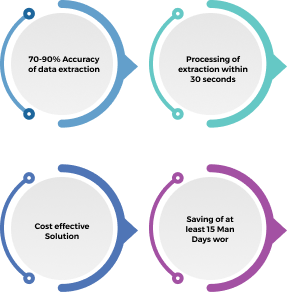 70-90% Accuracy
of data extraction
Processing of
extraction within
30 seconds
Cost effective
Solution
Saving of at
least 15 Man
Days wor